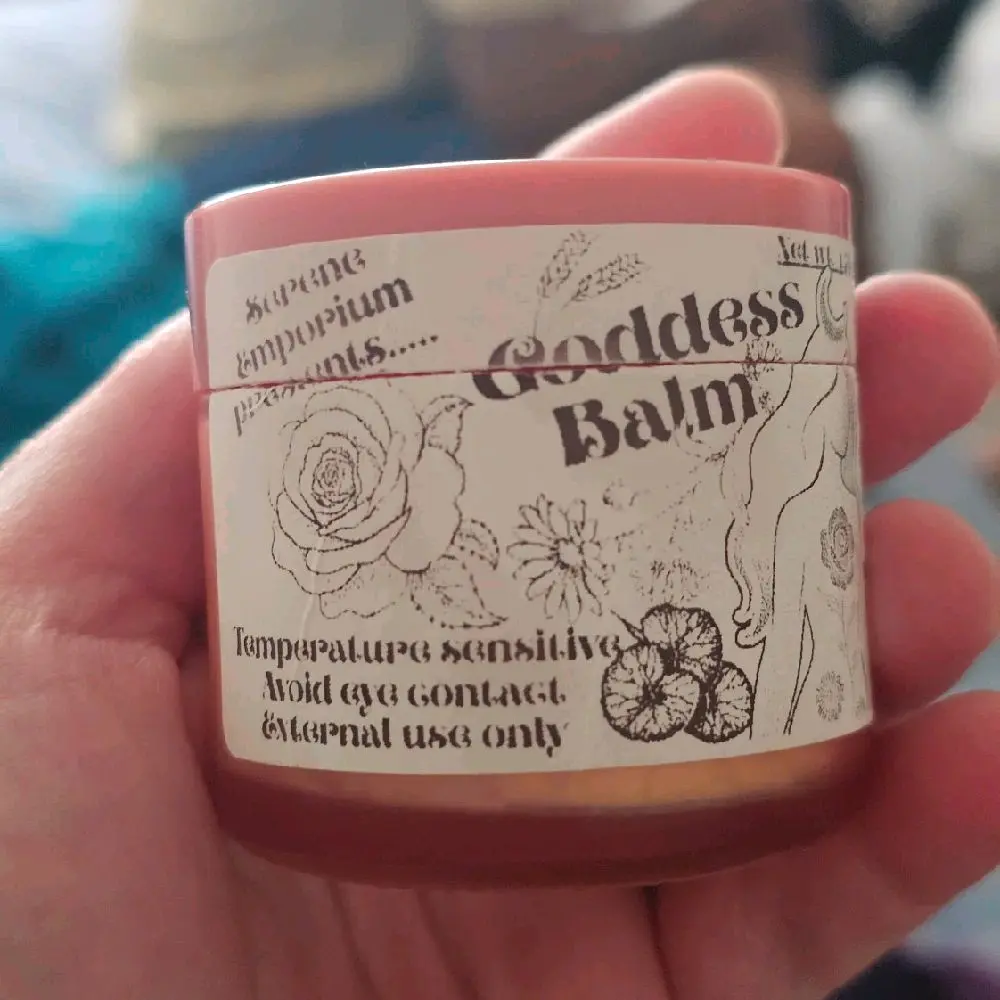 Serene
Emporium
presents.....
Goddess
Balm
Temperature sensitive
Avoid eye contact
External use only